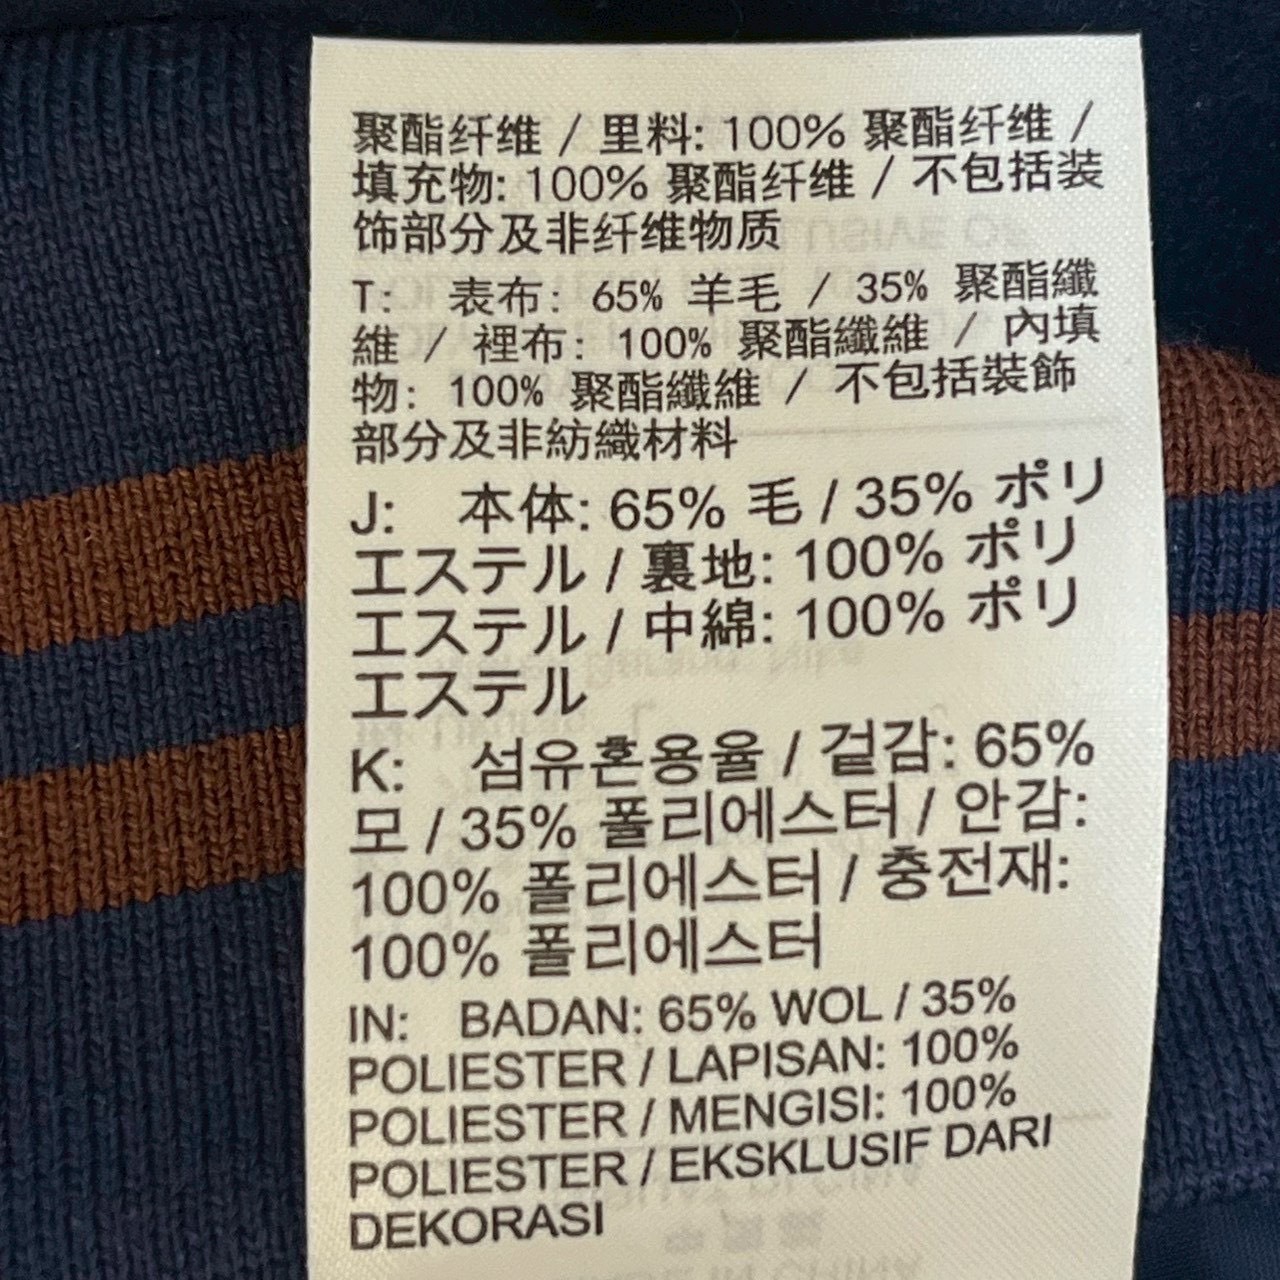 聚酯纤维 / 里料: 100% 聚酯纤维 /
填充物: 100% 聚酯纤维 / 不包括装
饰部分及非纤维物质
T: 表布: 65% 羊毛 / 35% 聚酯纖
維 / 裡布: 100% 聚酯纖維 / 內填
物: 100% 聚酯纖維 / 不包括裝飾
部分及非紡織材料
J: 本体: 65% 毛 / 35% ポリ
エステル / 裏地: 100% ポリ
エステル / 中綿: 100% ポリ
エステル
K: 섬유혼용율 / 겉감: 65%
모 / 35% 폴리에스터 / 안감:
100% 폴리에스터 / 충전재:
100% 폴리에스터
IN: BADAN: 65% WOL / 35%
POLIESTER / LAPISAN: 100%
POLIESTER / MENGISI: 100%
POLIESTER / EKSKLUSIF DARI
DEKORASI